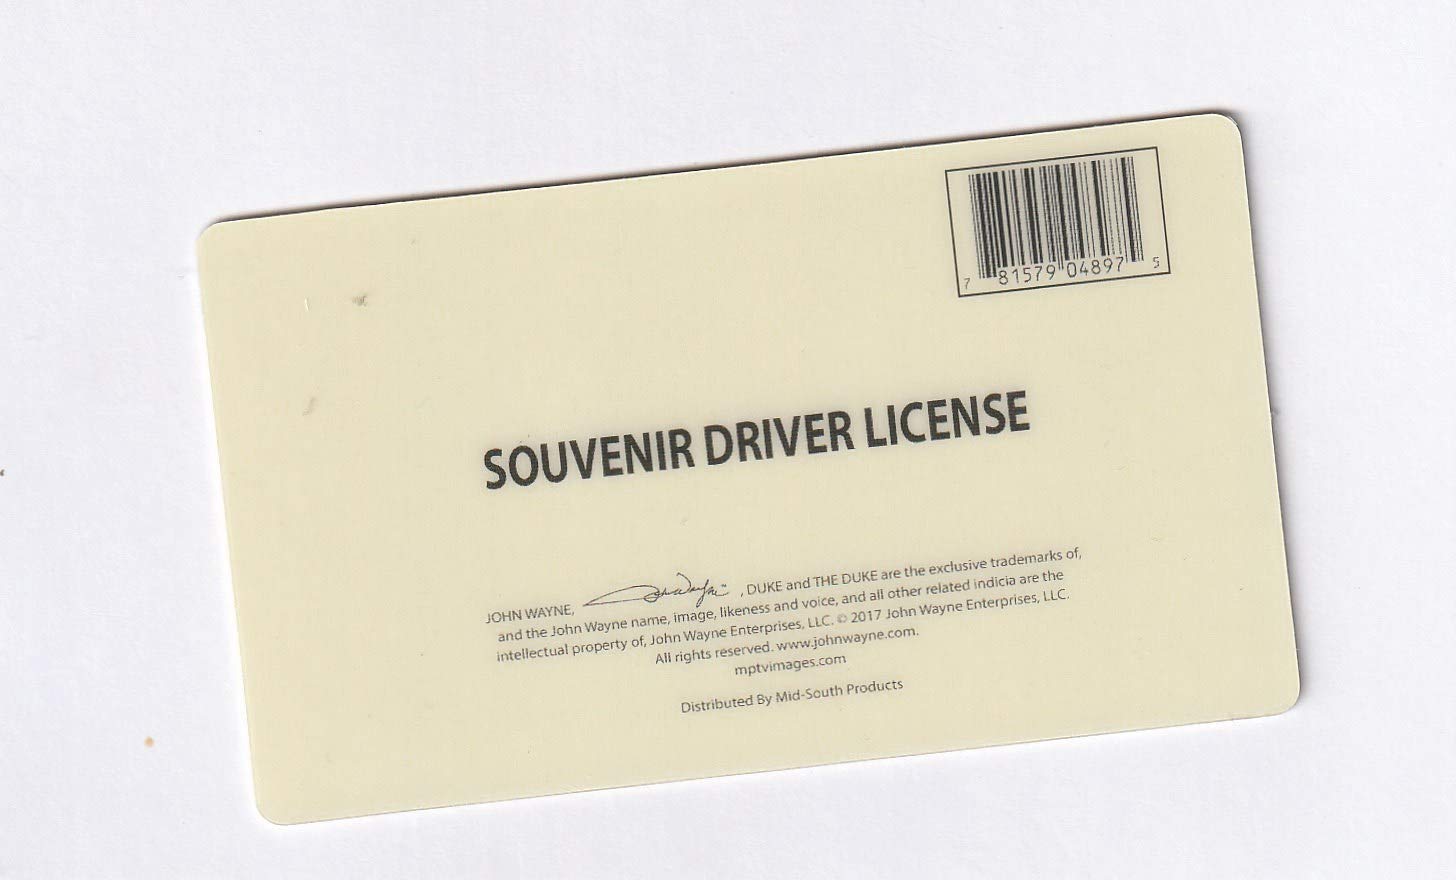 7 81579 04897 5
SOUVENIR DRIVER LICENSE
JOHN WAYNE, John Wayne™, DUKE and THE DUKE are the exclusive trademarks of,
and the John Wayne name, image, likeness and voice, and all other related indicia are the
intellectual property of, John Wayne Enterprises, LLC. © 2017 John Wayne Enterprises, LLC.
All rights reserved. www.johnwayne.com.
mptvimages.com
Distributed By Mid-South Products